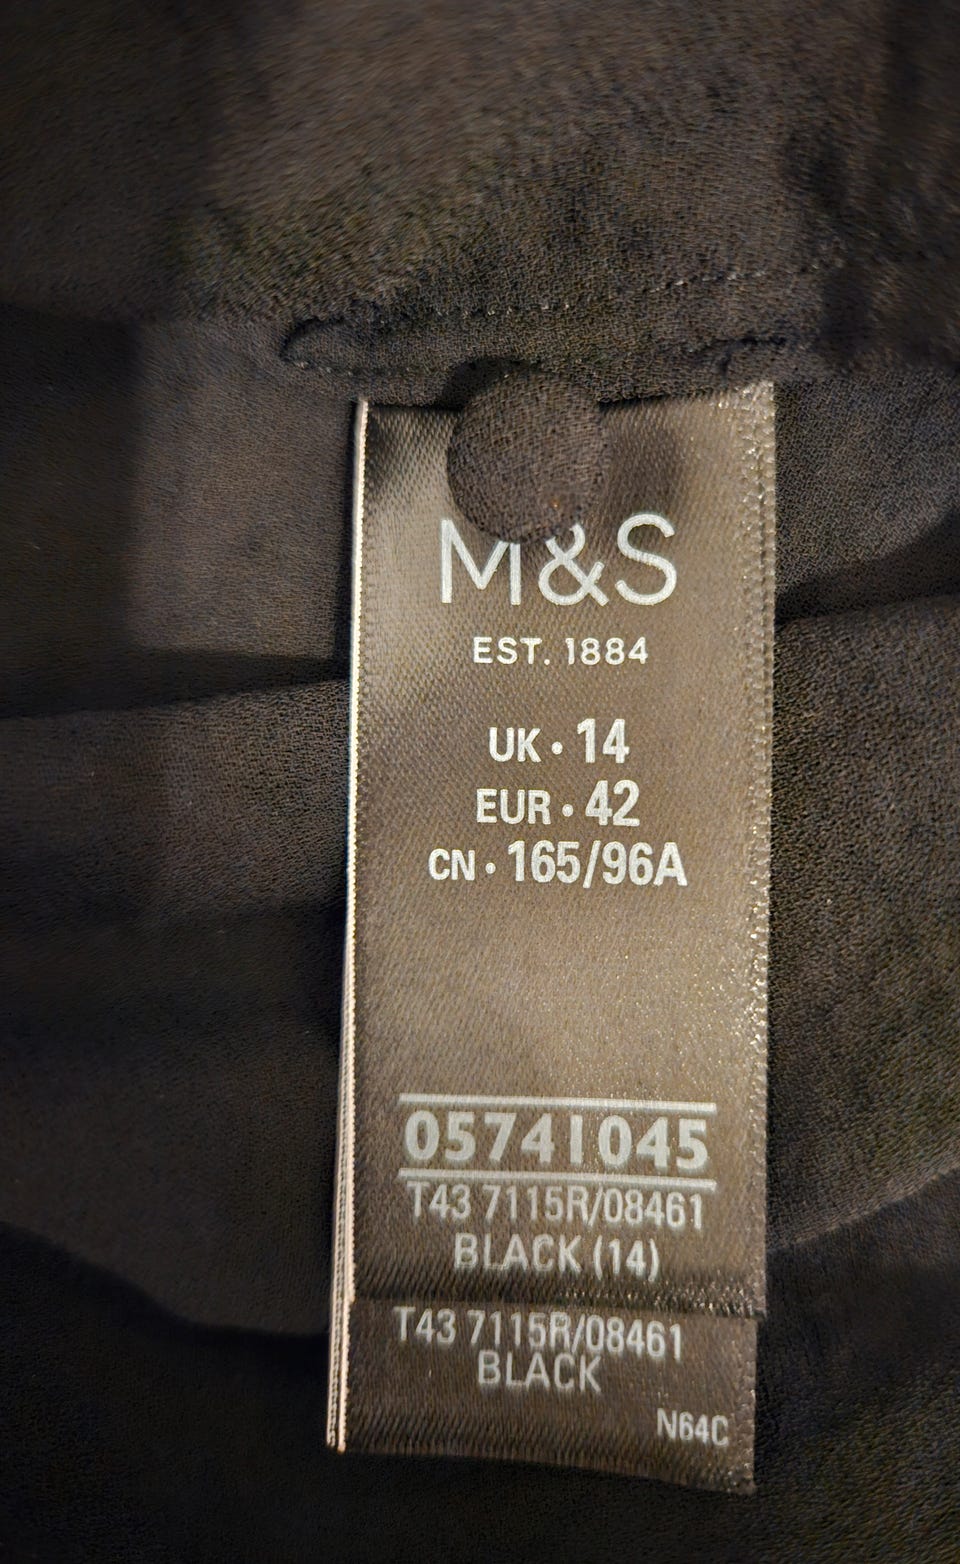 M&S
EST. 1884
UK • 14
EUR • 42
CN • 165/96A
05741045
T43 7115R/08461
BLACK (14)
T43 7115R/08461
BLACK
N64C